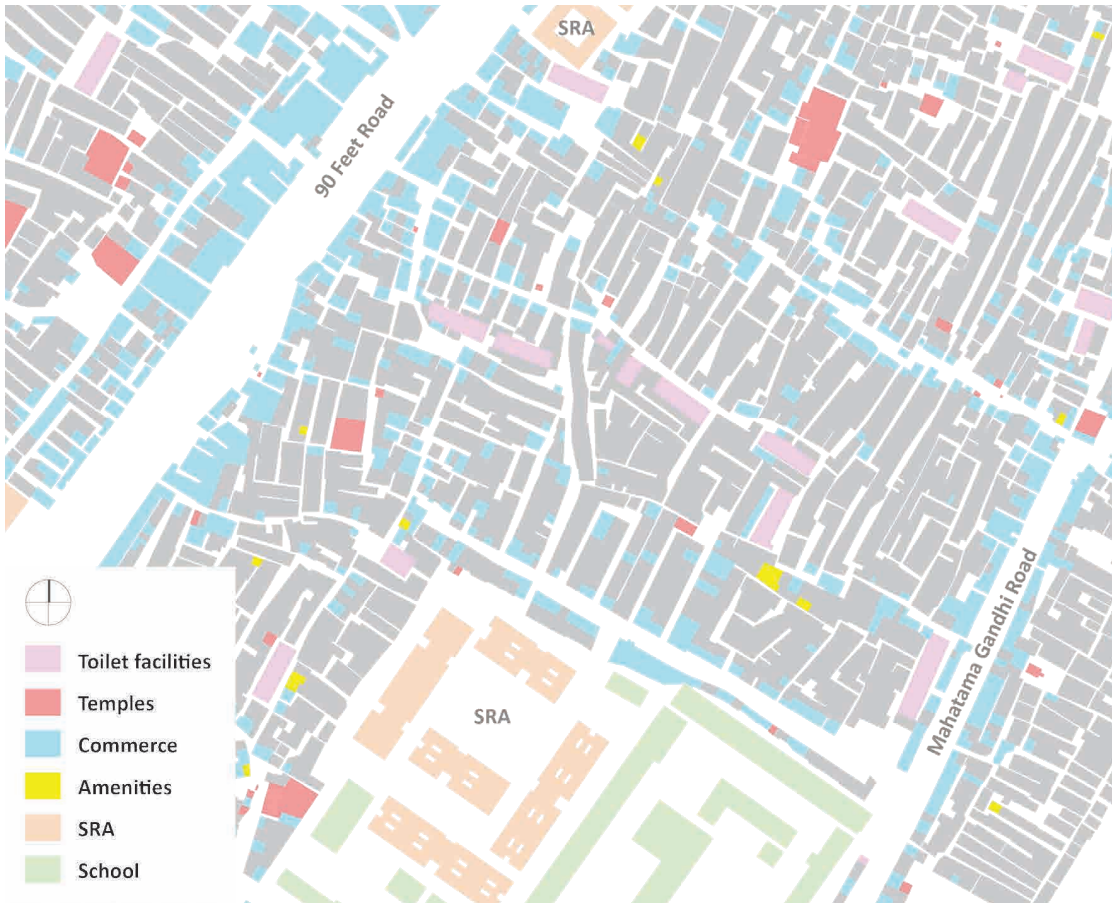 SRA
90 Feet Road
Mahatama Gandhi Road
SRA
Toilet facilities
Temples
Commerce
Amenities
SRA
School